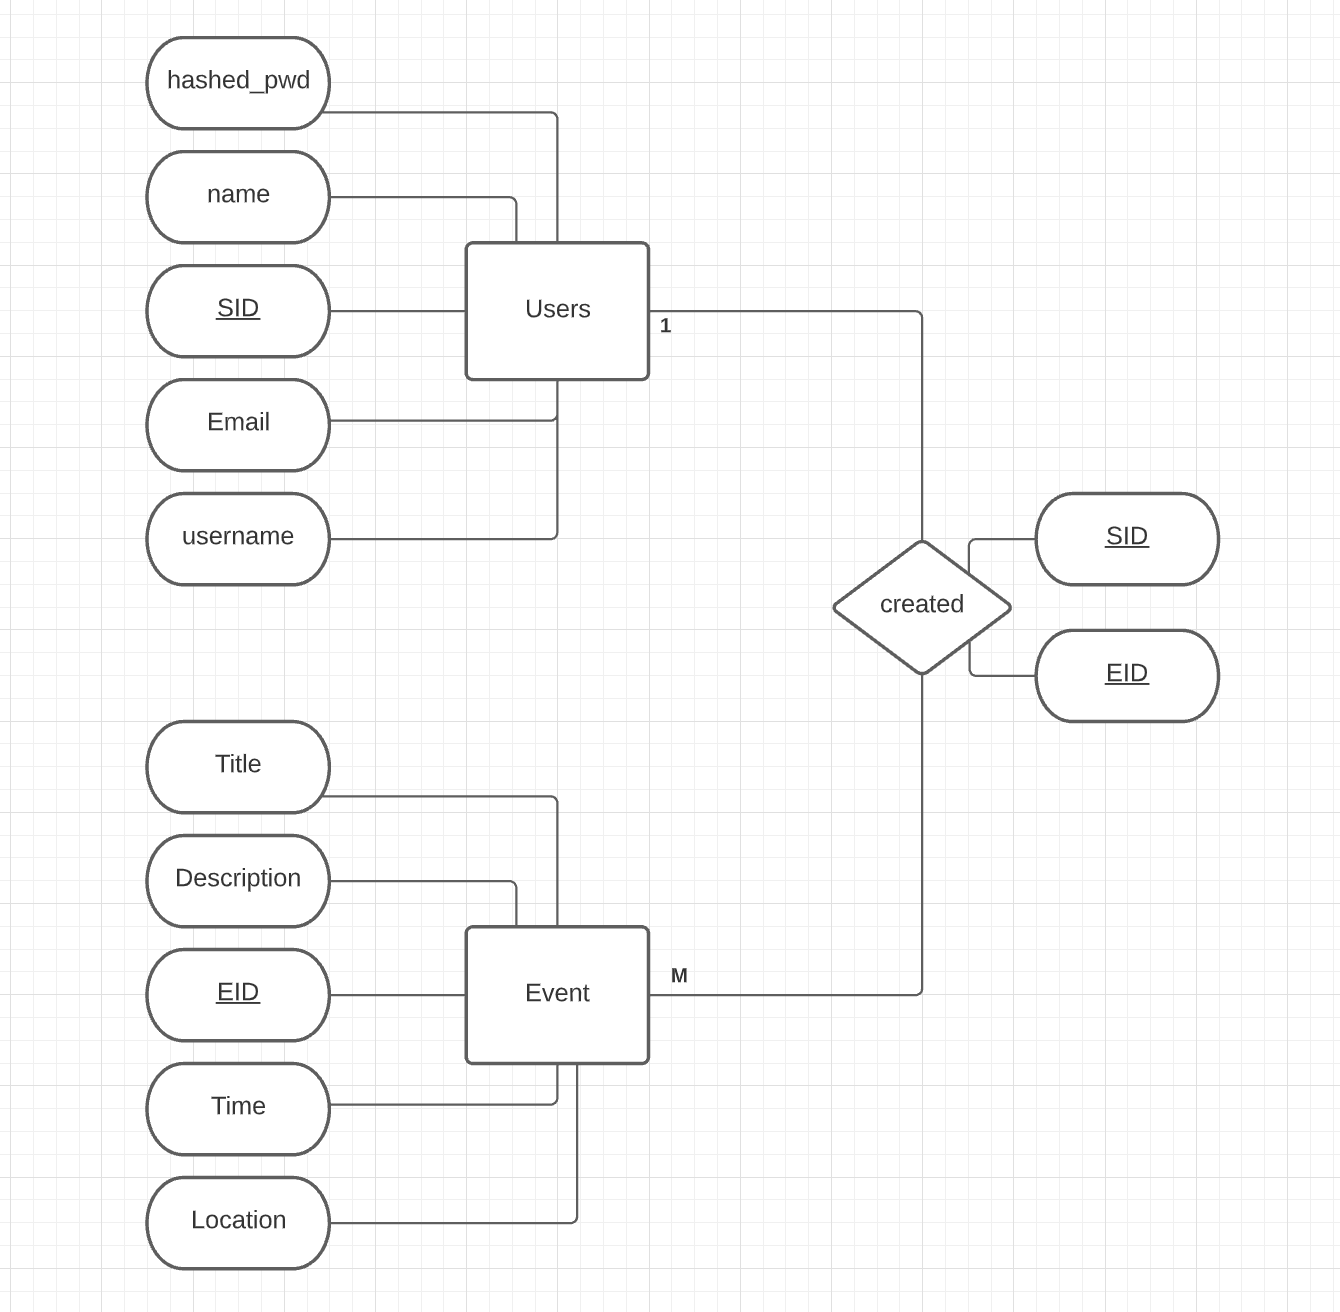 hashed_pwd
name
SID
Email
username
Users
1
created
SID
EID
Title
Description
EID
Time
Location
Event
M